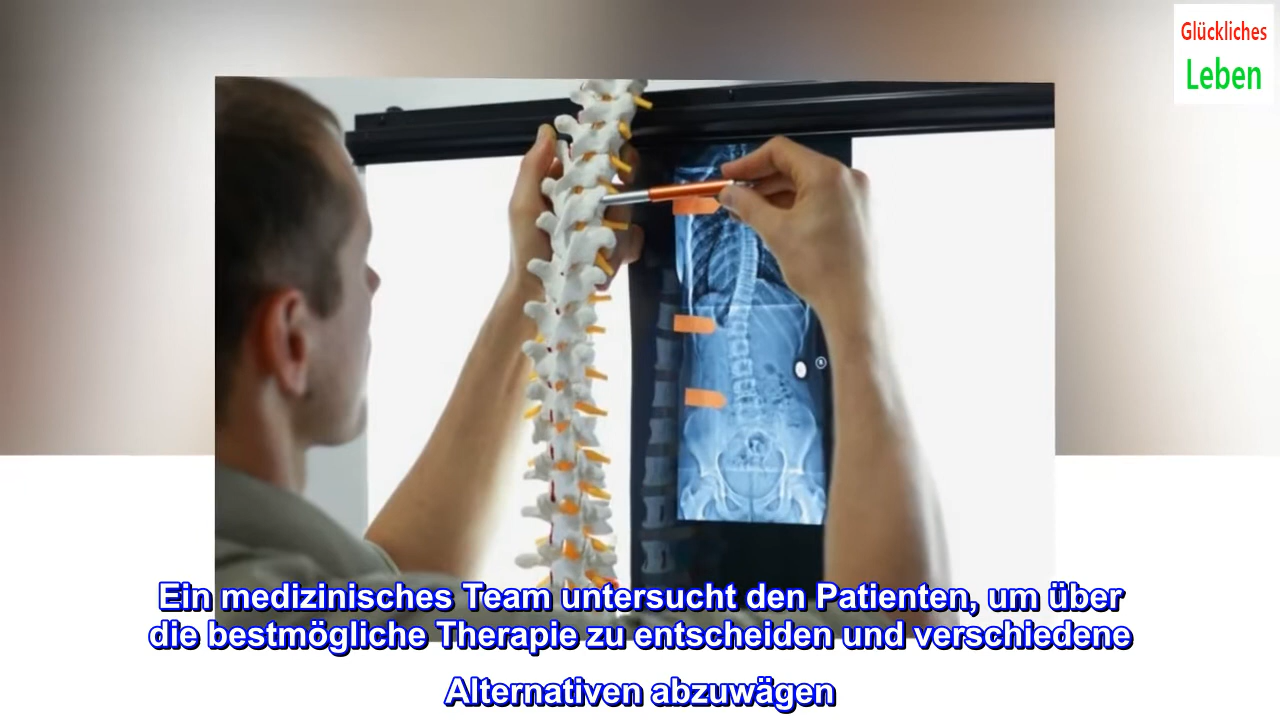 Glückliches
Leben
Ein medizinisches Team untersucht den Patienten, um über
die bestmögliche Therapie zu entscheiden und verschiedene
Alternativen abzuwägen